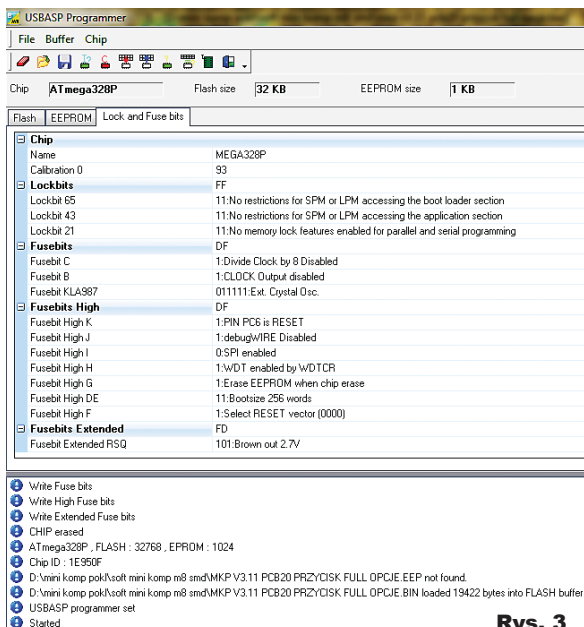 USBASP Programmer
File Buffer Chip
Chip ATmega328P Flash size 32 KB EEPROM size 1 KB
Flash EEPROM Lock and Fuse bits
Chip
Name MEGA328P
Calibration 0 93
Lockbits FF
Lockbit 65 11:No restrictions for SPM or LPM accessing the boot loader section
Lockbit 43 11:No restrictions for SPM or LPM accessing the application section
Lockbit 21 11:No memory lock features enabled for parallel and serial programming
Fusebits DF
Fusebit C 1:Divide Clock by 8 Disabled
Fusebit B 1:CLOCK Output disabled
Fusebit KLA987 011111:Ext. Crystal Osc.
Fusebits High DF
Fusebit High K 1:PIN PC6 is RESET
Fusebit High J 1:debugWIRE Disabled
Fusebit High I 0:SPI enabled
Fusebit High H 1:WDT enabled by WDTCR
Fusebit High G 1:Erase EEPROM when chip erase
Fusebit High DE 11:Bootsize 256 words
Fusebit High F 1:Select RESET vector (0000)
Fusebits Extended FD
Fusebit Extended RSQ 101:Brown out 2.7V
Write Fuse bits
Write High Fuse bits
Write Extended Fuse bits
CHIP erased
ATmega328P , FLASH : 32768 , EPROM : 1024
Chip ID : 1E950F
D:\mini komp pokl\soft mini komp m8 smd\MKP V3.11 PCB20 PRZYCISK FULL OPCJE.EEP not found.
D:\mini komp pokl\soft mini komp m8 smd\MKP V3.11 PCB20 PRZYCISK FULL OPCJE.BIN loaded 19422 bytes into FLASH buffer
USBASP programmer set
Started
Rys. 3